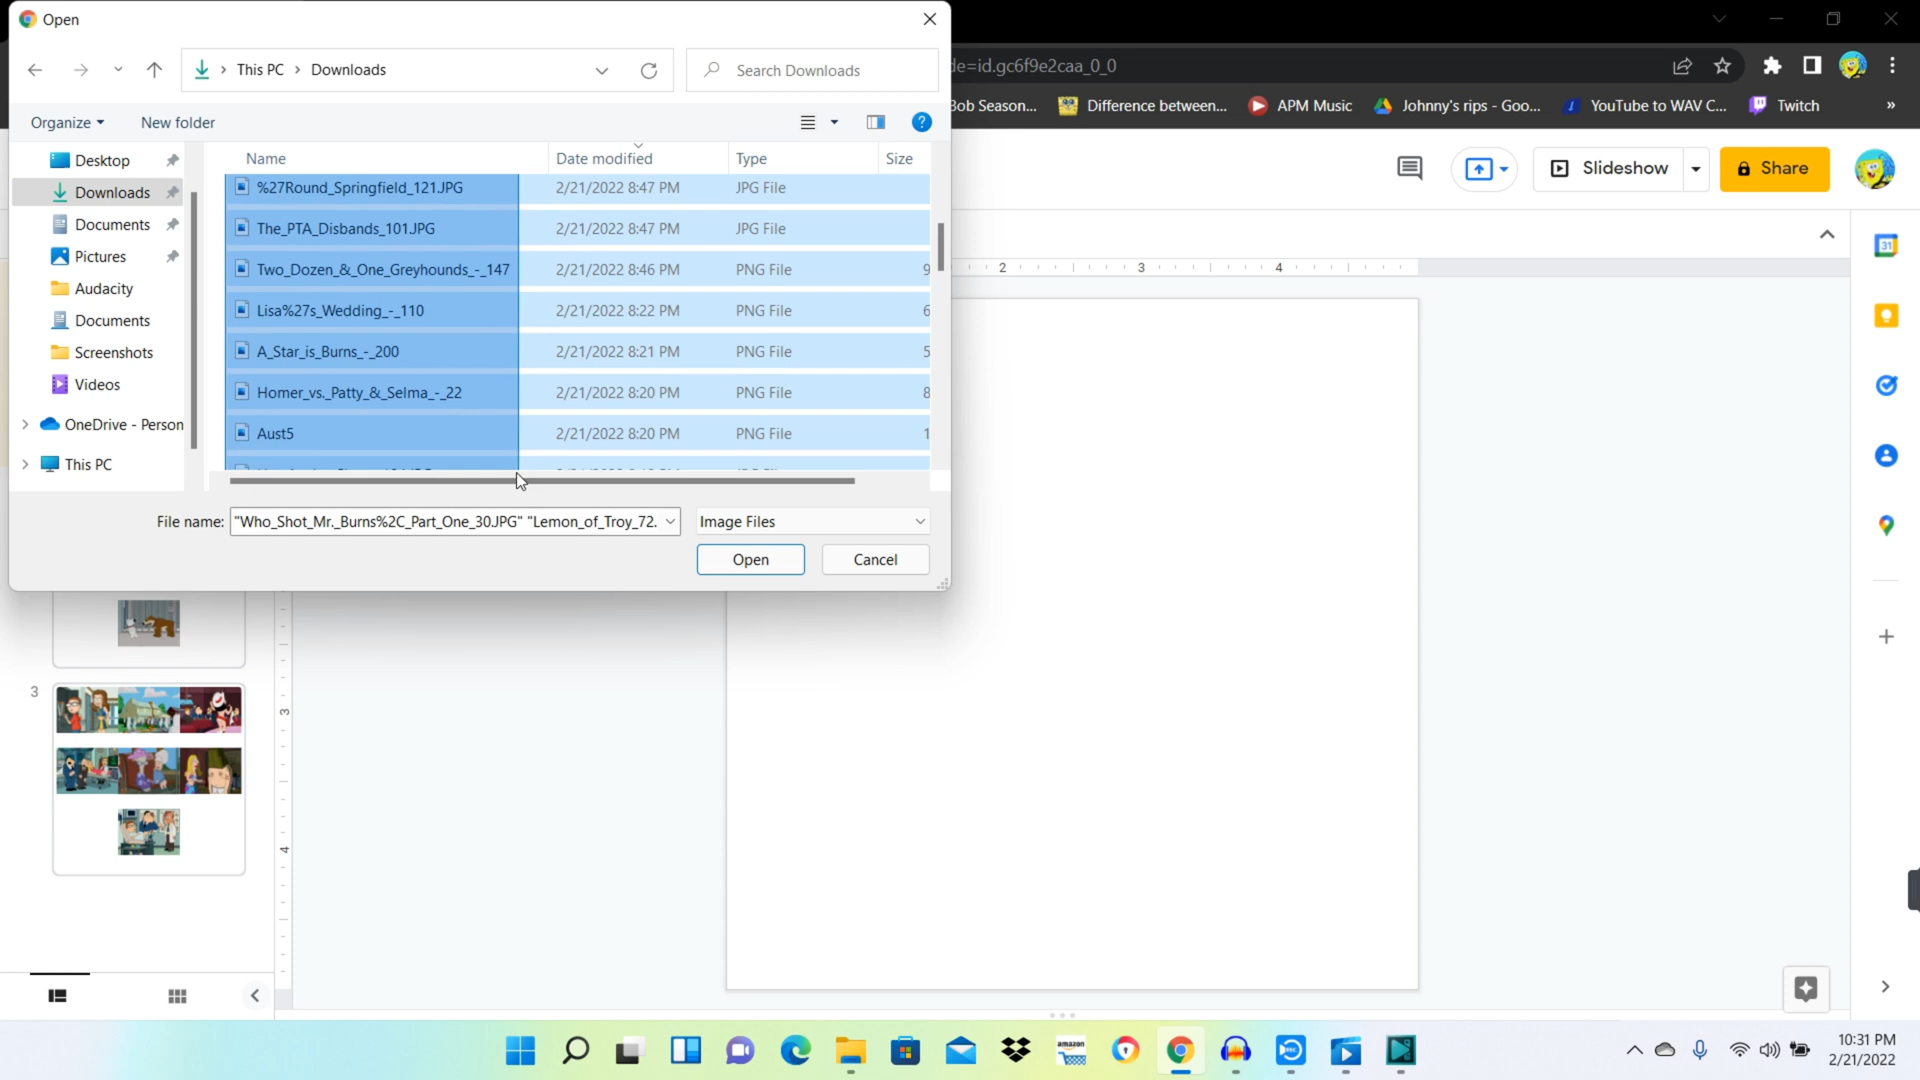 Open
This PC > Downloads
Search Downloads
de=id.gc6f9e2caa_0_0
Bob Season...
Difference between...
APM Music
Johnny's rips - Goo...
YouTube to WAV C...
Twitch
»
Organize
New folder
Slideshow
Share
Name
Date modified
Type
Size
Desktop
Downloads
Documents
Pictures
Audacity
Documents
Screenshots
Videos
OneDrive - Person
This PC
%27Round_Springfield_121.JPG 2/21/2022 8:47 PM JPG File
The_PTA_Disbands_101.JPG 2/21/2022 8:47 PM JPG File
Two_Dozen_&_One_Greyhounds_-_147 2/21/2022 8:46 PM PNG File 9
Lisa%27s_Wedding_-_110 2/21/2022 8:22 PM PNG File 6
A_Star_is_Burns_-_200 2/21/2022 8:21 PM PNG File 5
Homer_vs._Patty_&_Selma_-_22 2/21/2022 8:20 PM PNG File 8
Aust5 2/21/2022 8:20 PM PNG File 1
File name: "Who_Shot_Mr._Burns%2C_Part_One_30.JPG" "Lemon_of_Troy_72.
Image Files
Open
Cancel
2 3 4
31
3
3
4
amazon
10:31 PM
2/21/2022